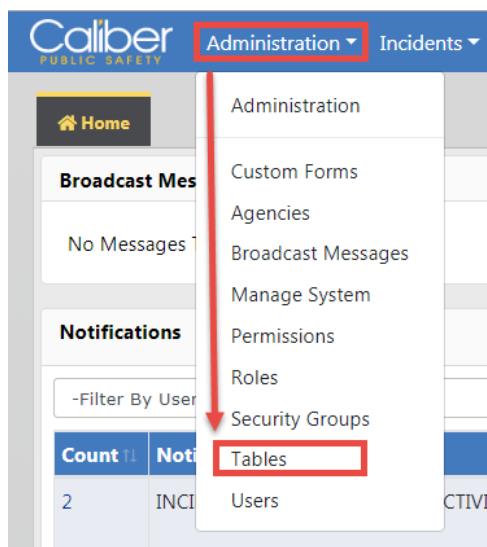 Caliber
PUBLIC SAFETY
Administration Incidents
Home
Administration
Broadcast Mes
Custom Forms
Agencies
No Messages
Broadcast Messages
Manage System
Notifications
Permissions
Roles
-Filter By User
Security Groups
Count Noti
Tables
2 INCI CTIVI
Users